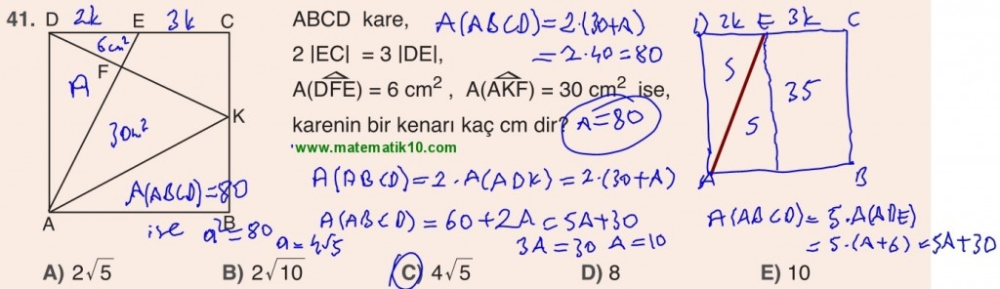 41. D 2k E 3k C
6cm²
F
A
30cm²
K
A(ABCD)=80
A B
ise a²=80
a=4√5
ABCD kare, A(ABCD)=2·(30+A)
2 |EC| = 3 |DE|, =2·40=80
A(DFE) = 6 cm² , A(AKF) = 30 cm² ise,
karenin bir kenarı kaç cm dir? A=80
www.matematik10.com
A(ABCD)=2·A(ADK)=2·(30+A)
A(ABCD)=60+2A=5A+30
3A=30 A=10
D 2k E 3k C
S
3S
S
A B
A(ABCD)=5·A(ADE)
=5·(A+6)=5A+30
A) 2√5 B) 2√10 C) 4√5 D) 8 E) 10